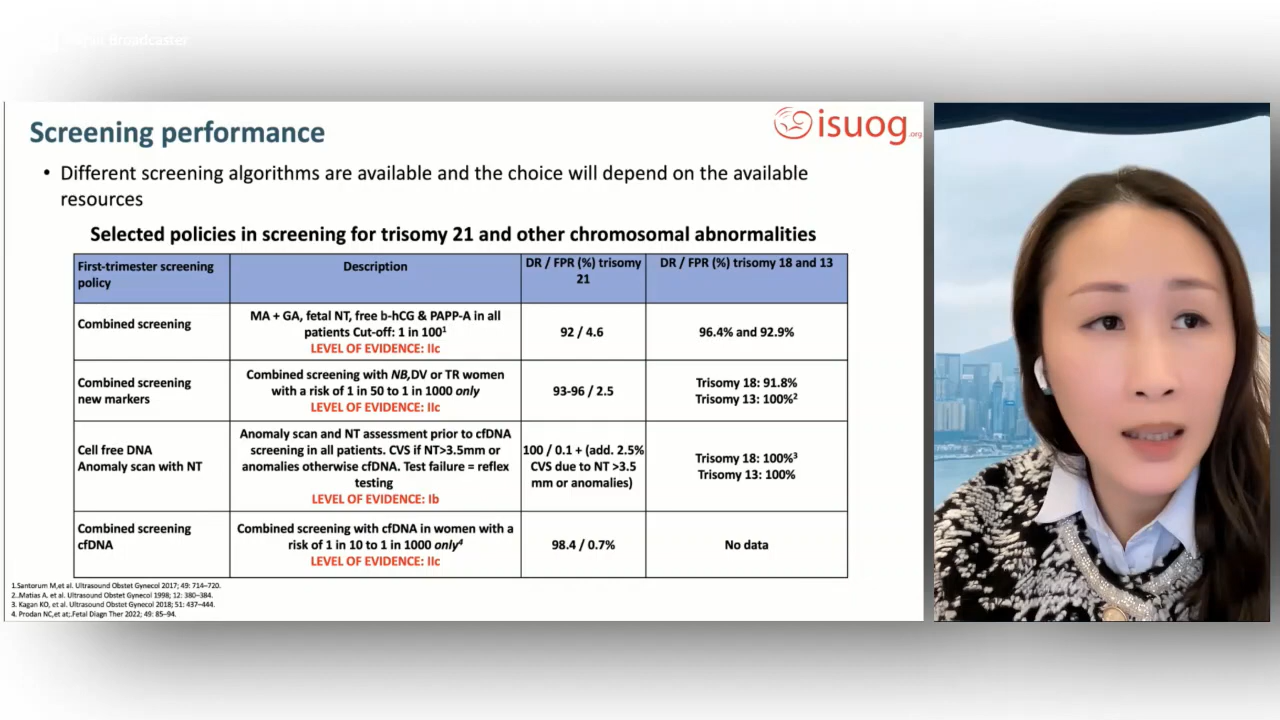 Broadcaster
Screening performance
isuog.org
• Different screening algorithms are available and the choice will depend on the available
resources
Selected policies in screening for trisomy 21 and other chromosomal abnormalities
First-trimester screening
policy
Description
DR / FPR (%) trisomy
21
DR / FPR (%) trisomy 18 and 13
Combined screening
MA + GA, fetal NT, free b-hCG & PAPP-A in all
patients Cut-off: 1 in 100¹
LEVEL OF EVIDENCE: IIc
92 / 4.6
96.4% and 92.9%
Combined screening
new markers
Combined screening with NB,DV or TR women
with a risk of 1 in 50 to 1 in 1000 only
LEVEL OF EVIDENCE: IIc
93-96 / 2.5
Trisomy 18: 91.8%
Trisomy 13: 100%²
Cell free DNA
Anomaly scan with NT
Anomaly scan and NT assessment prior to cfDNA
screening in all patients. CVS if NT>3.5mm or
anomalies otherwise cfDNA. Test failure = reflex
testing
LEVEL OF EVIDENCE: Ib
100 / 0.1 + (add. 2.5%
CVS due to NT >3.5
mm or anomalies)
Trisomy 18: 100%³
Trisomy 13: 100%
Combined screening
cfDNA
Combined screening with cfDNA in women with a
risk of 1 in 10 to 1 in 1000 only⁴
LEVEL OF EVIDENCE: IIc
98.4 / 0.7%
No data
1.Santorum M,et al. Ultrasound Obstet Gynecol 2017; 49: 714–720.
2..Matias A, et al. Ultrasound Obstet Gynecol 1998; 12: 380–384.
3. Kagan KO, et al. Ultrasound Obstet Gynecol 2018; 51: 437–444.
4. Prodan NC,et at;.Fetal Diagn Ther 2022; 49: 85–94.